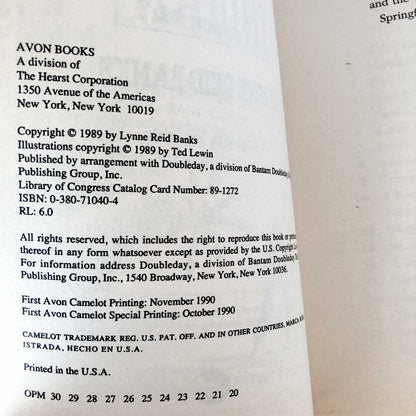 AVON BOOKS
A division of
The Hearst Corporation
1350 Avenue of the Americas
New York, New York 10019
Copyright © 1989 by Lynne Reid Banks
Illustrations copyright © 1989 by Ted Lewin
Published by arrangement with Doubleday, a division of Bantam Doubleday
Publishing Group, Inc.
Library of Congress Catalog Card Number: 89-1272
ISBN: 0-380-71040-4
RL: 6.0
All rights reserved, which includes the right to reproduce this book or
thereof in any form whatsoever except as provided by the U.S. Copyright
For information address Doubleday, a division of Bantam Doubleday
Publishing Group, Inc., 1540 Broadway, New York, New York 10036.
First Avon Camelot Printing: November 1990
First Avon Camelot Special Printing: October 1990
CAMELOT TRADEMARK REG. U.S. PAT. OFF. AND IN OTHER COUNTRIES, MARCA
ISTRADA, HECHO EN U.S.A.
Printed in the U.S.A.
OPM 30 29 28 27 26 25 24 23 22 21 20
and the
Springf